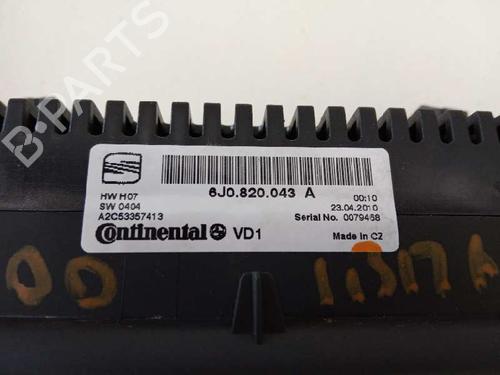 B-PARTS
6J0.820.043 A
HW H07
00:10
SW 0404
23.04.2010
A2C53357413
Serial No. 0079468
Continental VD1
Made in CZ
00